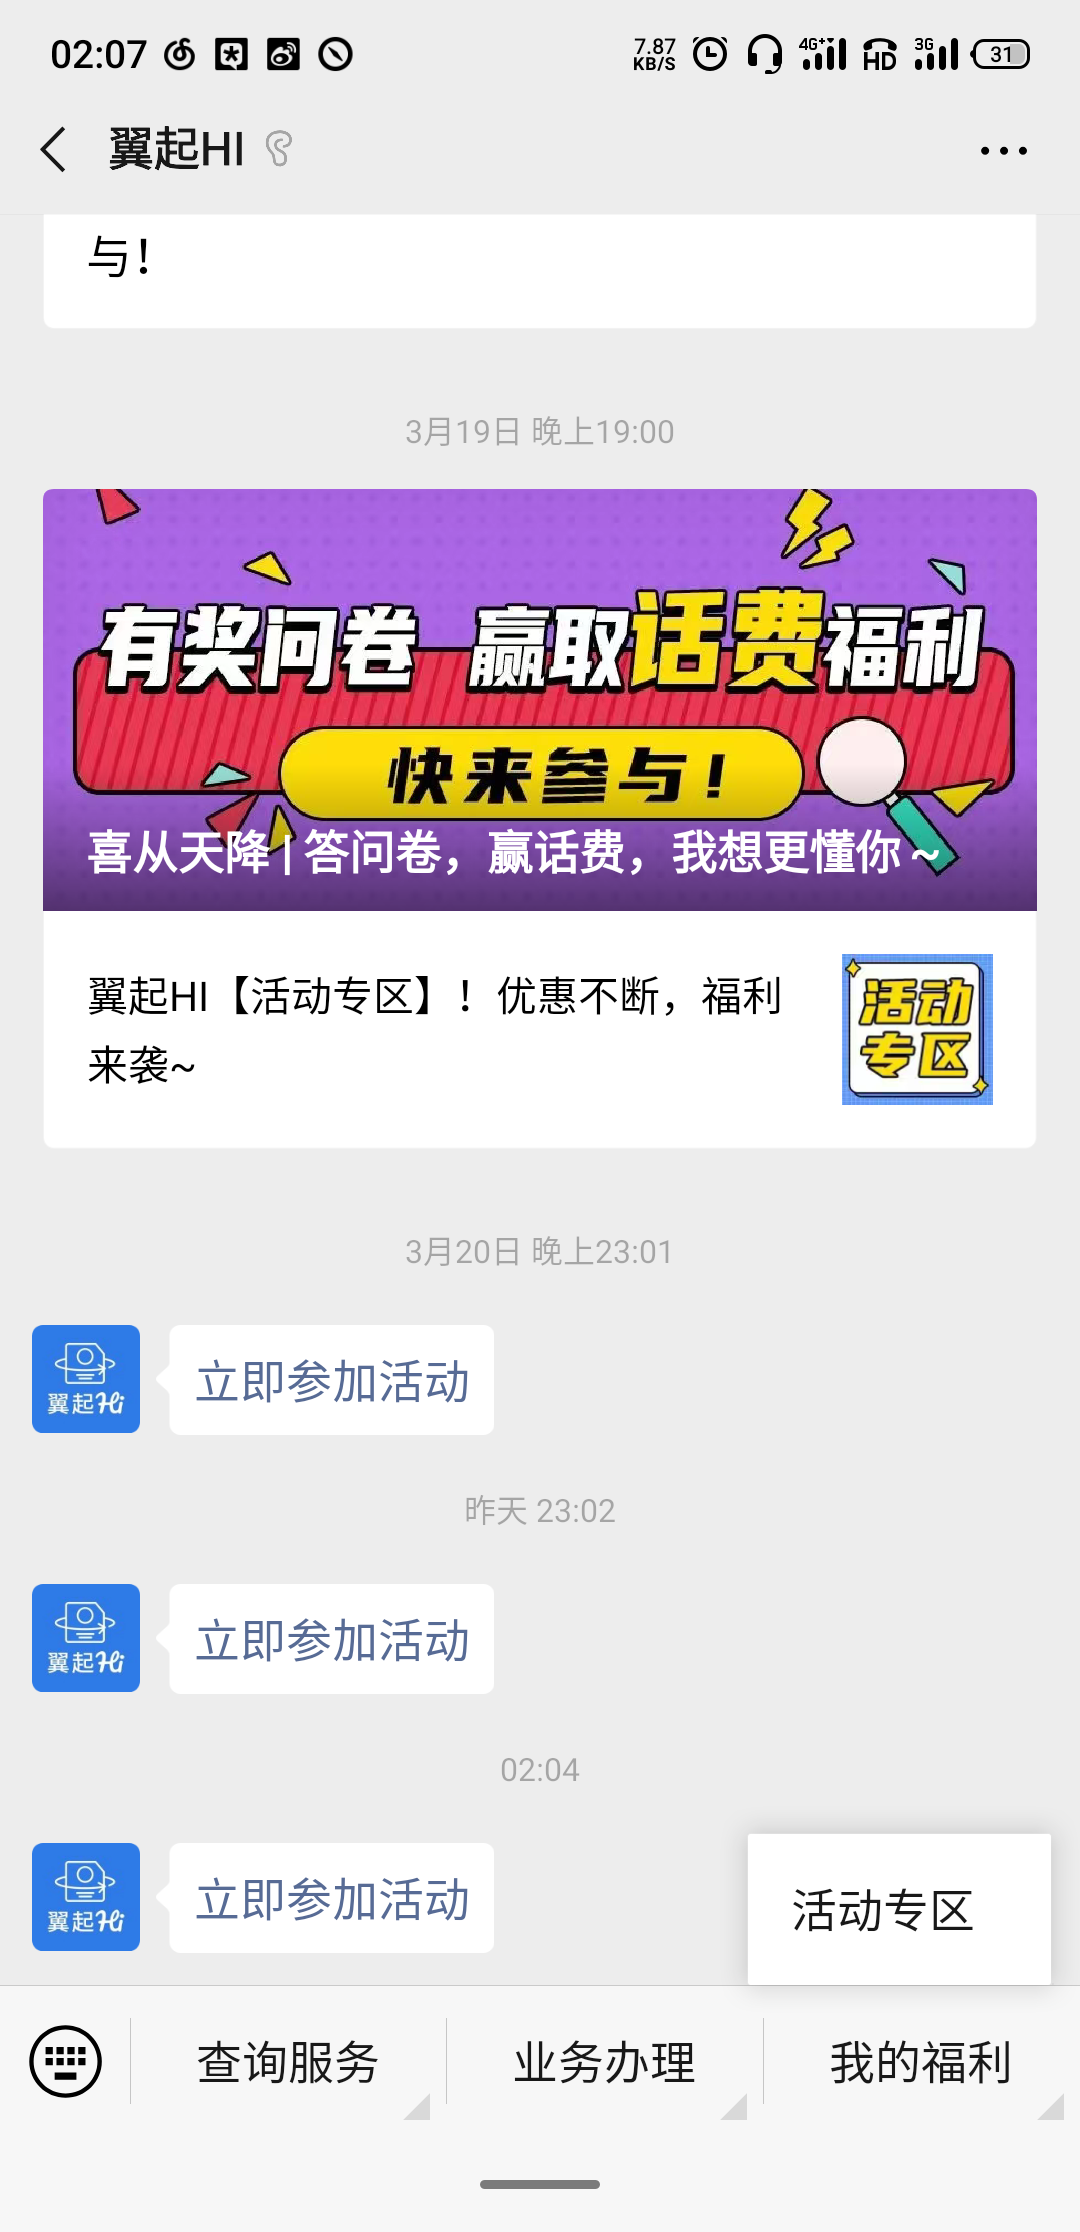 02:07
7.87
KB/S
4G+
HD
3G
31
翼起HI
与！
3月19日 晚上19:00
有奖问卷 赢取话费福利
快来参与！
喜从天降 | 答问卷，赢话费，我想更懂你～
翼起HI【活动专区】！优惠不断，福利
来袭~
活动
专区
3月20日 晚上23:01
翼起Hi
立即参加活动
昨天 23:02
翼起Hi
立即参加活动
02:04
翼起Hi
立即参加活动
活动专区
查询服务
业务办理
我的福利